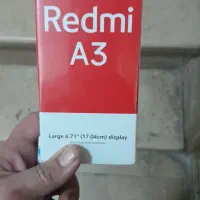 Redmi
A3
Large 6.71" (17.04cm) display